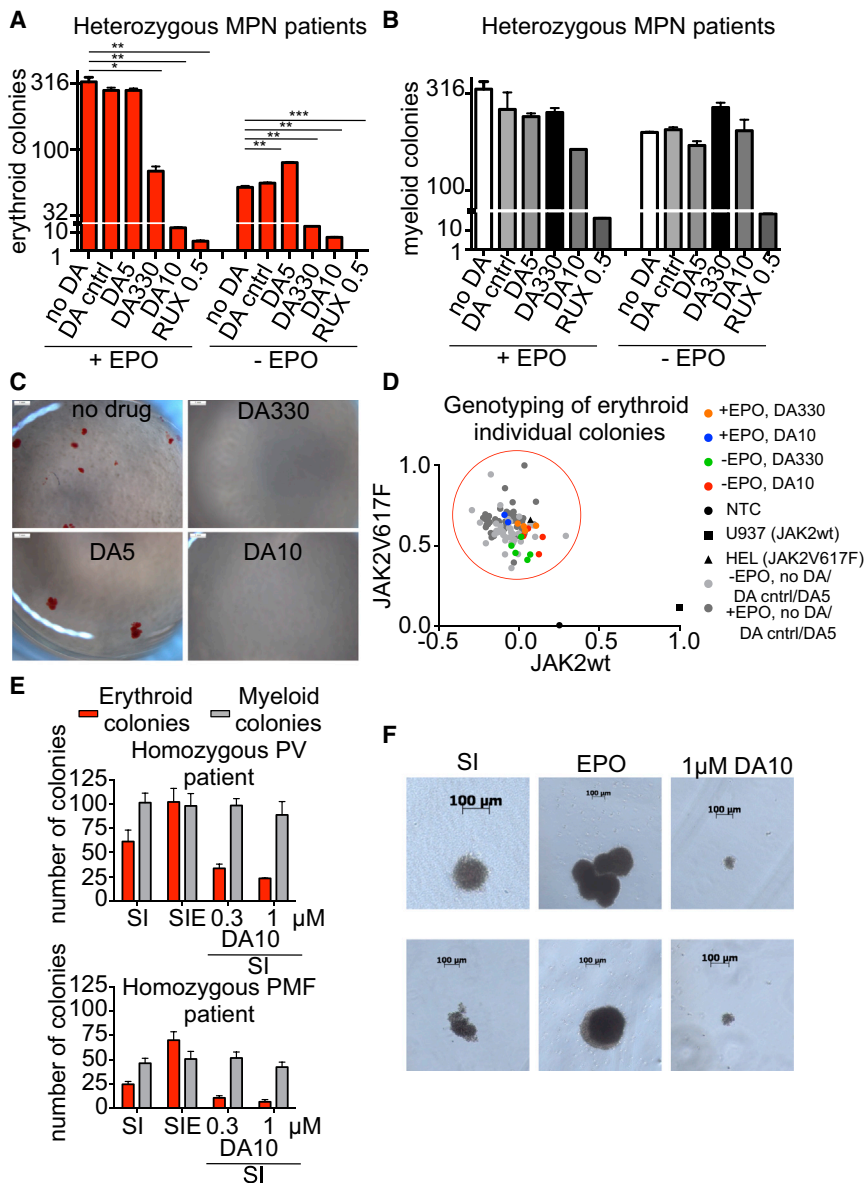 A
Heterozygous MPN patients
erythroid colonies
316
100
32
10
1
**
**
*
***
**
**
**
no DA
DA cntrl
DA5
DA330
DA10
RUX 0.5
no DA
DA cntrl
DA5
DA330
DA10
RUX 0.5
+ EPO
- EPO
B
Heterozygous MPN patients
myeloid colonies
316
100
10
1
no DA
DA cntrl
DA5
DA330
DA10
RUX 0.5
no DA
DA cntrl
DA5
DA330
DA10
RUX 0.5
+ EPO
- EPO
C
no drug
DA330
DA5
DA10
D
Genotyping of erythroid
individual colonies
JAK2V617F
1.0
0.5
0.0
-0.5
0.0
0.5
1.0
JAK2wt
+EPO, DA330
+EPO, DA10
-EPO, DA330
-EPO, DA10
NTC
U937 (JAK2wt)
HEL (JAK2V617F)
-EPO, no DA/
DA cntrl/DA5
+EPO, no DA/
DA cntrl/DA5
E
Erythroid
colonies
Myeloid
colonies
Homozygous PV
patient
number of colonies
125
100
75
50
25
0
SI
SIE
0.3
1
µM
DA10
SI
Homozygous PMF
patient
number of colonies
125
100
75
50
25
0
SI
SIE
0.3
1
µM
DA10
SI
F
SI
EPO
1µM DA10
100 µm
100 µm
100 µm
100 µm
100 µm
100 µm